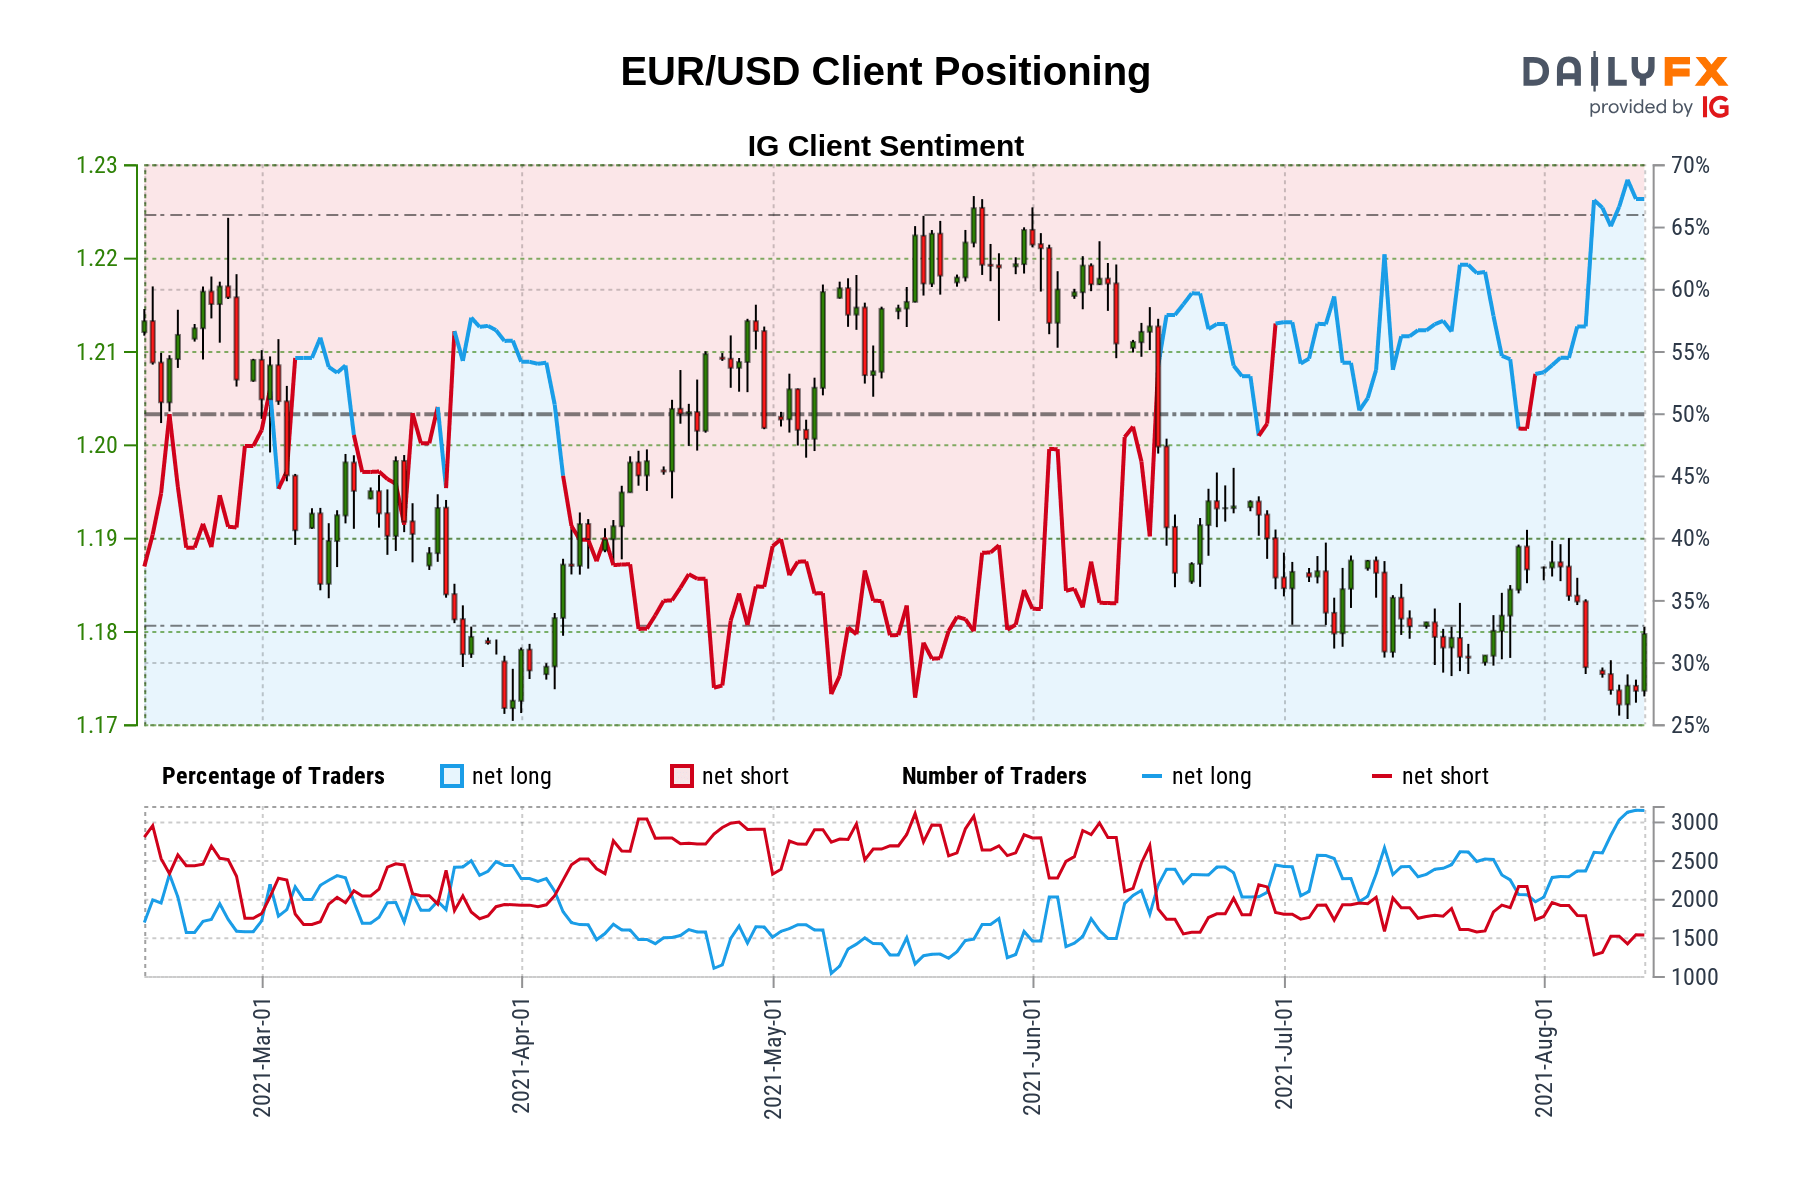 EUR/USD Client Positioning
DAILYFX
provided by IG
IG Client Sentiment
1.23
1.22
1.21
1.20
1.19
1.18
1.17
70%
65%
60%
55%
50%
45%
40%
35%
30%
25%
Percentage of Traders net long net short Number of Traders net long net short
3000
2500
2000
1500
1000
2021-Mar-01
2021-Apr-01
2021-May-01
2021-Jun-01
2021-Jul-01
2021-Aug-01